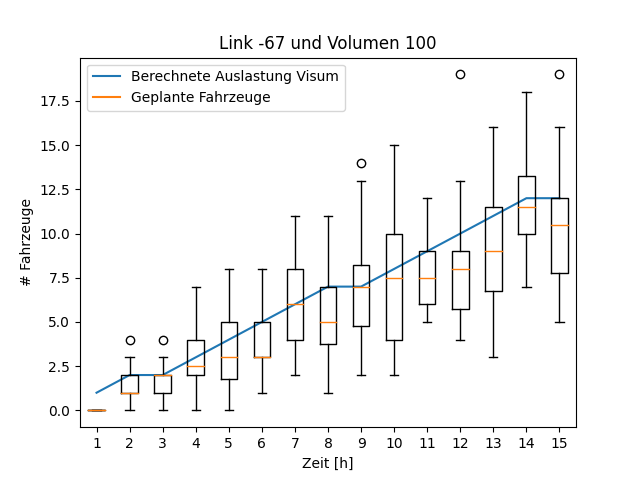 Link -67 und Volumen 100
Berechnete Auslastung Visum
Geplante Fahrzeuge
# Fahrzeuge
17.5
15.0
12.5
10.0
7.5
5.0
2.5
0.0
1 2 3 4 5 6 7 8 9 10 11 12 13 14 15
Zeit [h]